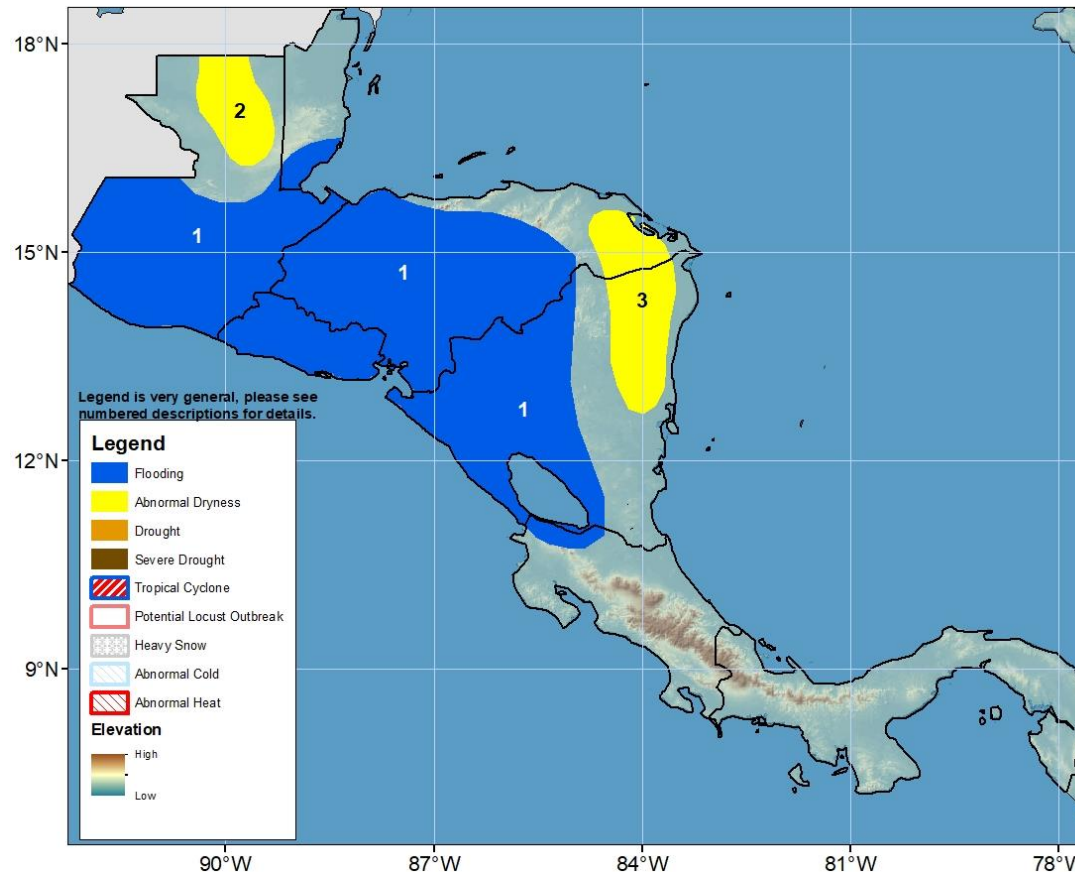 18°N
2
1
15°N
1
3
1
Legend is very general, please see
numbered descriptions for details.
12°N
Legend
Flooding
Abnormal Dryness
Drought
Severe Drought
Tropical Cyclone
Potential Locust Outbreak
Heavy Snow
Abnormal Cold
Abnormal Heat
9°N
Elevation
High
Low
90°W
87°W
84°W
81°W
78°W